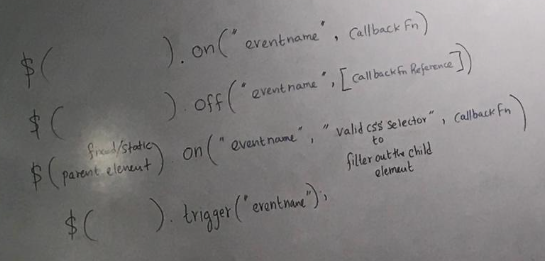 $(          ).on("eventname", callback Fn)
$(          ).off("eventname",[callback Fn Reference])
$(parent element) on("eventname", "valid css selector", callback Fn)
/static
to
filter out the child
element
$(          ).trigger("eventname");